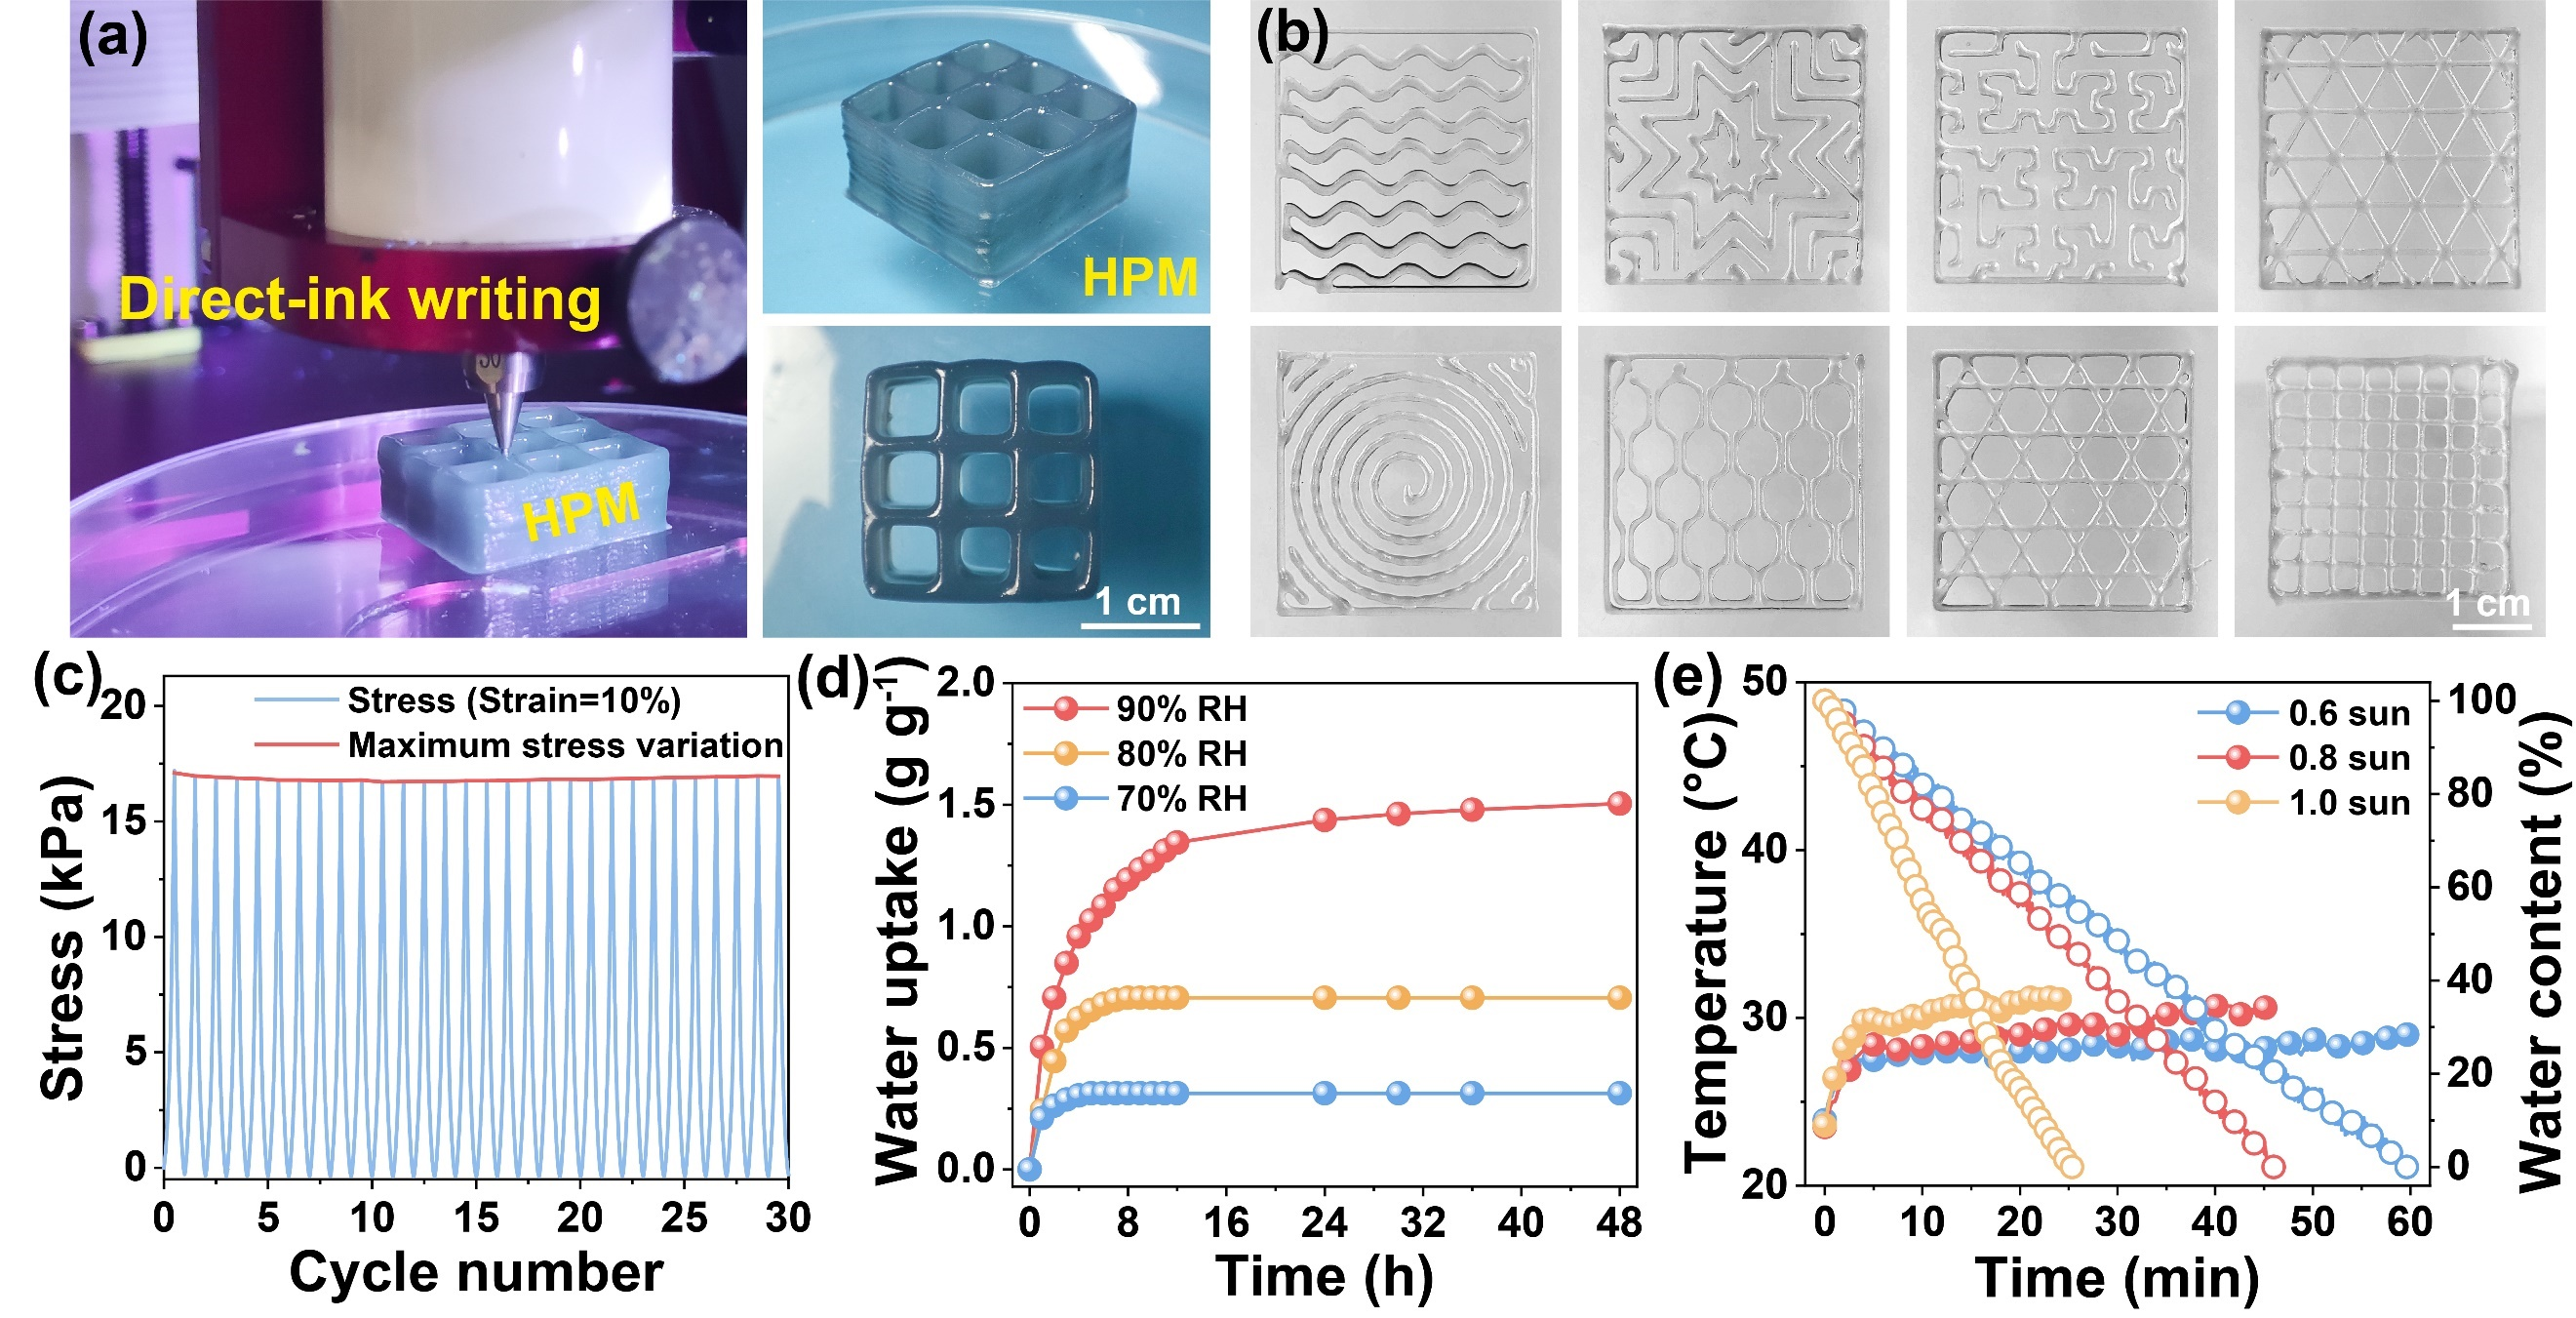 (a)
Direct-ink writing
30
HPM
HPM
1 cm
(b)
1 cm
(c)
Stress (kPa)
20
15
10
5
0
Stress (Strain=10%)
Maximum stress variation
0 5 10 15 20 25 30
Cycle number
(d)
Water uptake (g g⁻¹)
2.0
1.5
1.0
0.5
0.0
90% RH
80% RH
70% RH
0 8 16 24 32 40 48
Time (h)
(e)
Temperature (°C)
50
40
30
20
0.6 sun
0.8 sun
1.0 sun
100
80
60
40
20
0
Water content (%)
0 10 20 30 40 50 60
Time (min)